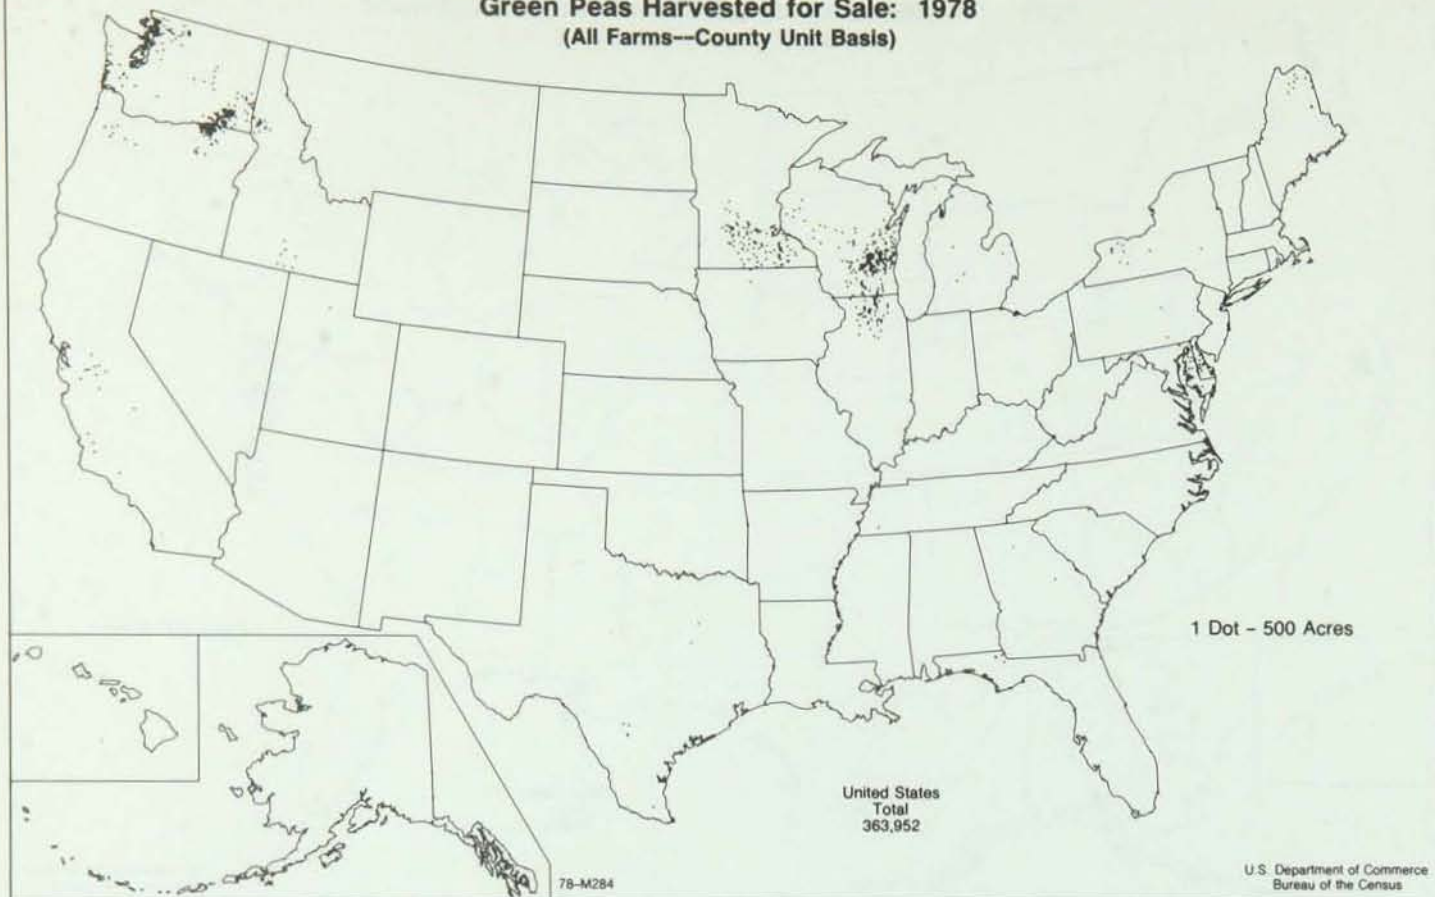 Green Peas Harvested for Sale: 1978
(All Farms--County Unit Basis)
1 Dot - 500 Acres
United States
Total
363,952
78-M284
U.S. Department of Commerce
Bureau of the Census